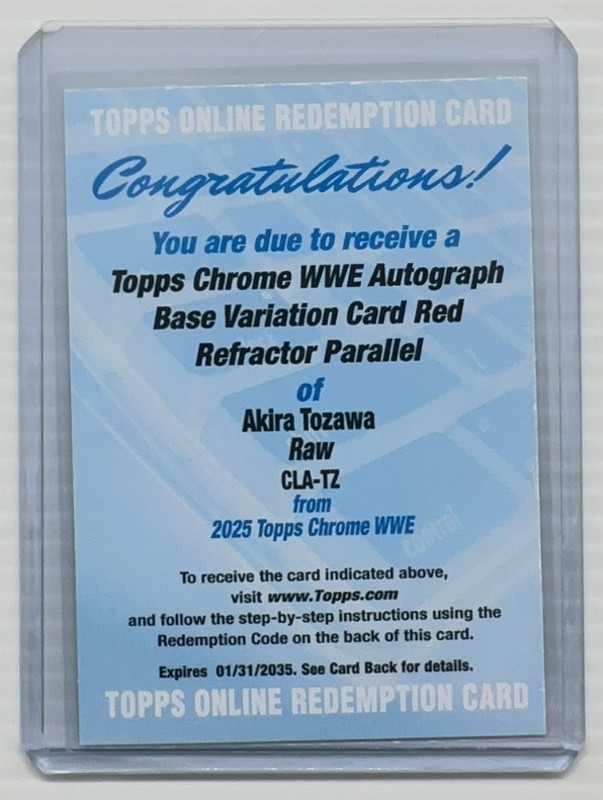 TOPPS ONLINE REDEMPTION CARD
Congratulations!
You are due to receive a
Topps Chrome WWE Autograph
Base Variation Card Red
Refractor Parallel
of
Akira Tozawa
Raw
CLA-TZ
from
2025 Topps Chrome WWE
control
To receive the card indicated above,
visit www.Topps.com
and follow the step-by-step instructions using the
Redemption Code on the back of this card.
Expires 01/31/2035. See Card Back for details.
TOPPS ONLINE REDEMPTION CARD